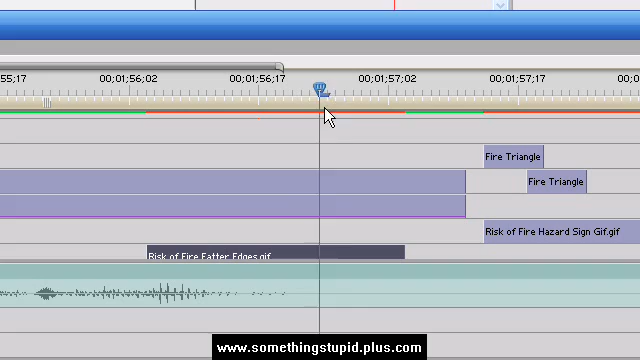 55;17 00;01;56;02 00;01;56;17 00;01;57;02 00;01;57;17 00;0
Fire Triangle
Fire Triangle
Risk of Fire Hazard Sign Gif.gif
Risk of Fire Fatter Edges.gif
www.somethingstupid.plus.com